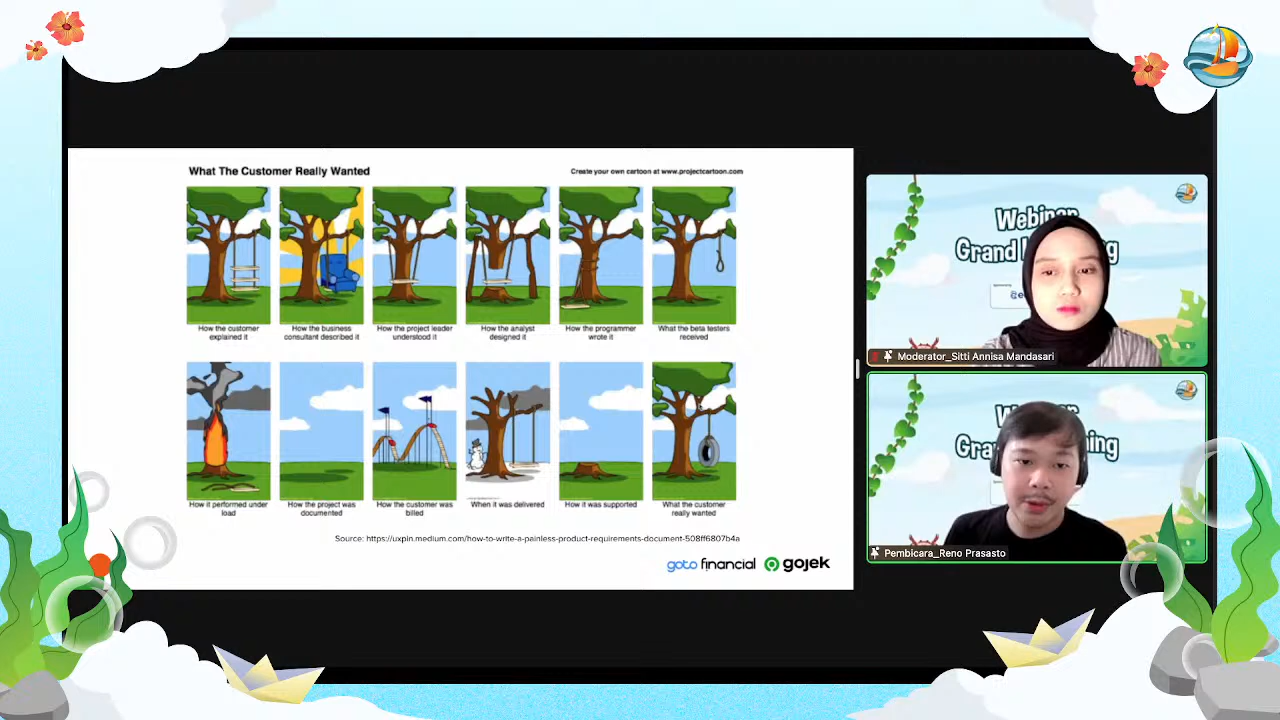 What The Customer Really Wanted
Create your own cartoon at www.projectcartoon.com
How the customer
explained it
How the business
consultant described it
How the project leader
understood it
How the analyst
designed it
How the programmer
wrote it
What the beta testers
received
How it performed under
load
How the project was
documented
How the customer was
billed
When it was delivered
How it was supported
What the customer
really wanted
Source: https://uxpin.medium.com/how-to-write-a-painless-product-requirements-document-508ff6807b4a
goto financial gojek
Webinar
Moderator_Sitti Annisa Mandasari
Pembicara_Reno Prasasto